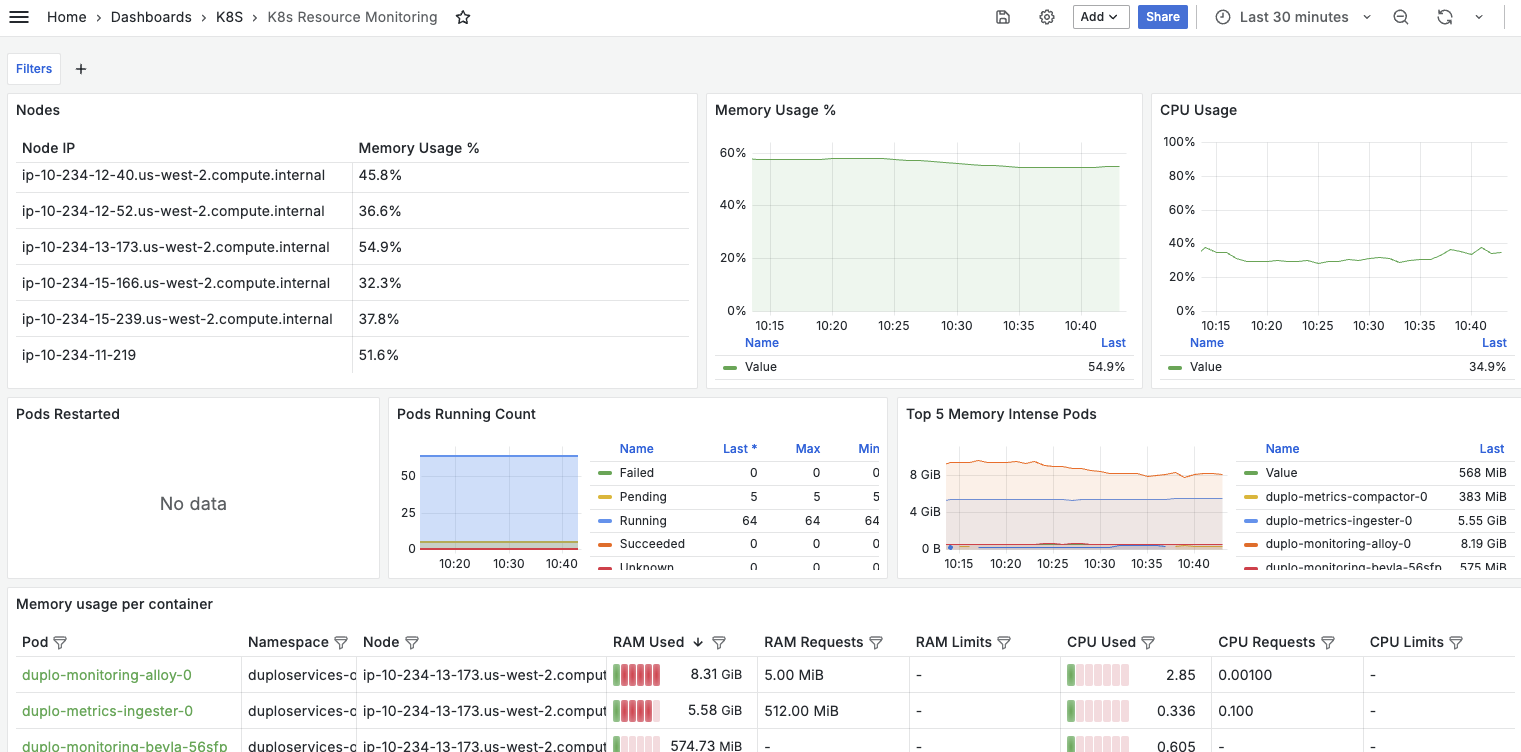 Home › Dashboards › K8S › K8s Resource Monitoring
Add
Share
Last 30 minutes
Filters
+
Nodes
Node IP Memory Usage %
ip-10-234-12-40.us-west-2.compute.internal 45.8%
ip-10-234-12-52.us-west-2.compute.internal 36.6%
ip-10-234-13-173.us-west-2.compute.internal 54.9%
ip-10-234-15-166.us-west-2.compute.internal 32.3%
ip-10-234-15-239.us-west-2.compute.internal 37.8%
ip-10-234-11-219 51.6%
Memory Usage %
60%
40%
20%
0%
10:15 10:20 10:25 10:30 10:35 10:40
Name Last
Value 54.9%
CPU Usage
100%
80%
60%
40%
20%
0%
10:15 10:20 10:25 10:30 10:35 10:40
Name Last
Value 34.9%
Pods Restarted
No data
Pods Running Count
50
25
0
10:20 10:30 10:40
Name Last * Max Min
Failed 0 0 0
Pending 5 5 5
Running 64 64 64
Succeeded 0 0 0
Unknown 0 0 0
Top 5 Memory Intense Pods
8 GiB
4 GiB
0 B
10:15 10:20 10:25 10:30 10:35 10:40
Name Last
Value 568 MiB
duplo-metrics-compactor-0 383 MiB
duplo-metrics-ingester-0 5.55 GiB
duplo-monitoring-alloy-0 8.19 GiB
duplo-monitoring-beyla-56sfp 575 MiB
Memory usage per container
Pod Namespace Node RAM Used RAM Requests RAM Limits CPU Used CPU Requests CPU Limits
duplo-monitoring-alloy-0 duploservices-c ip-10-234-13-173.us-west-2.comput 8.31 GiB 5.00 MiB - 2.85 0.00100 -
duplo-metrics-ingester-0 duploservices-c ip-10-234-13-173.us-west-2.comput 5.58 GiB 512.00 MiB - 0.336 0.100 -
duplo-monitoring-beyla-56sfp duploservices-c ip-10-234-13-173.us-west-2.comput 574.73 MiB - - 0.605 - -